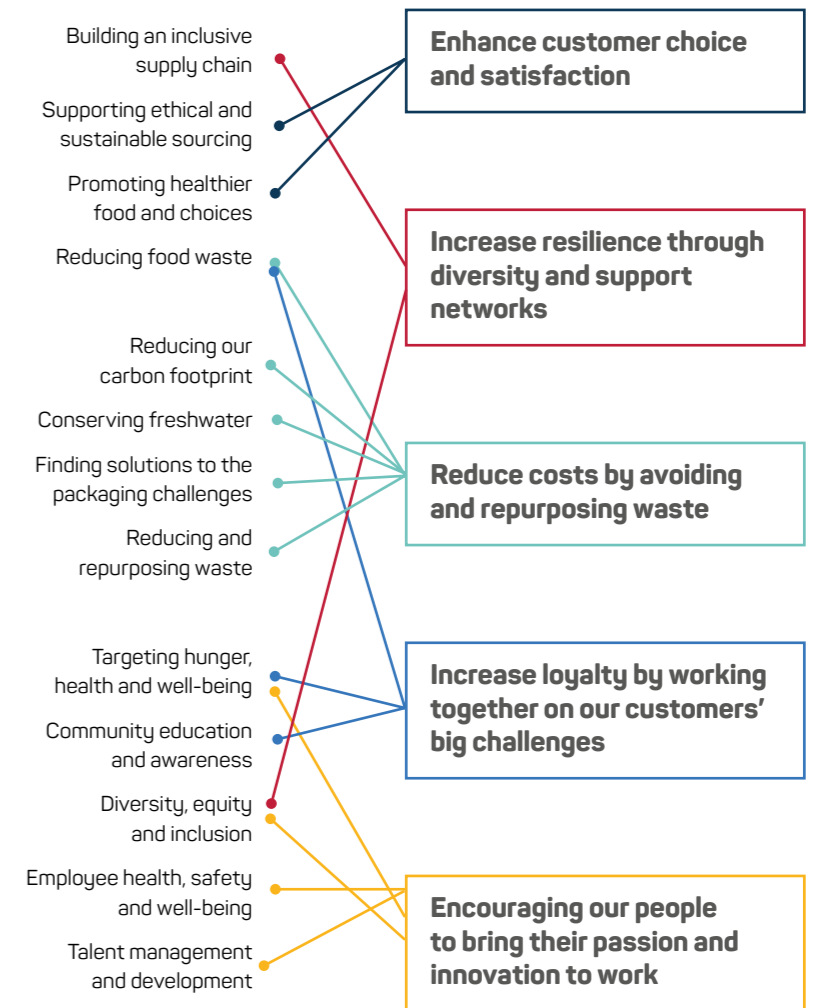 Building an inclusive
supply chain
Supporting ethical and
sustainable sourcing
Promoting healthier
food and choices
Reducing food waste
Reducing our
carbon footprint
Conserving freshwater
Finding solutions to the
packaging challenges
Reducing and
repurposing waste
Targeting hunger,
health and well-being
Community education
and awareness
Diversity, equity
and inclusion
Employee health, safety
and well-being
Talent management
and development
Enhance customer choice
and satisfaction
Increase resilience through
diversity and support
networks
Reduce costs by avoiding
and repurposing waste
Increase loyalty by working
together on our customers’
big challenges
Encouraging our people
to bring their passion and
innovation to work